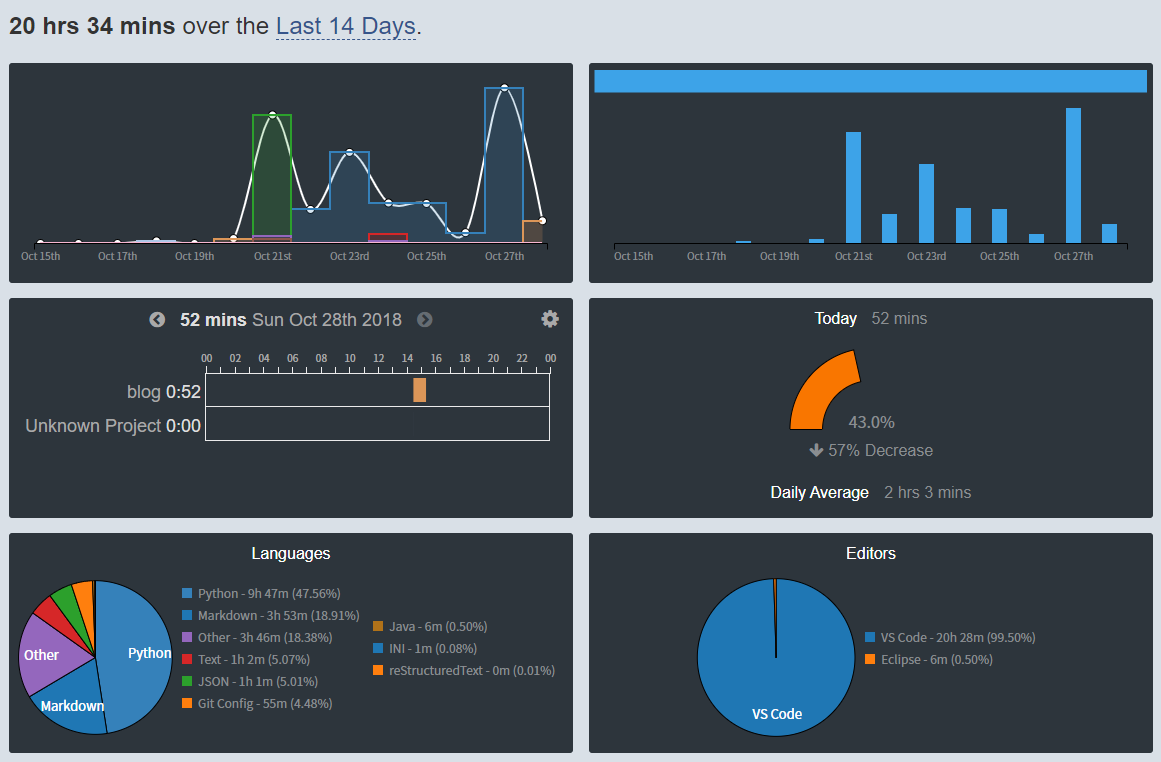 20 hrs 34 mins over the Last 14 Days.
Oct 15th Oct 17th Oct 19th Oct 21st Oct 23rd Oct 25th Oct 27th
Oct 15th Oct 17th Oct 19th Oct 21st Oct 23rd Oct 25th Oct 27th
52 mins Sun Oct 28th 2018
00 02 04 06 08 10 12 14 16 18 20 22 00
blog 0:52
Unknown Project 0:00
Today 52 mins
43.0%
57% Decrease
Daily Average 2 hrs 3 mins
Languages
Python
Other
Markdown
Python - 9h 47m (47.56%)
Markdown - 3h 53m (18.91%)
Other - 3h 46m (18.38%)
Text - 1h 2m (5.07%)
JSON - 1h 1m (5.01%)
Git Config - 55m (4.48%)
Java - 6m (0.50%)
INI - 1m (0.08%)
reStructuredText - 0m (0.01%)
Editors
VS Code
VS Code - 20h 28m (99.50%)
Eclipse - 6m (0.50%)